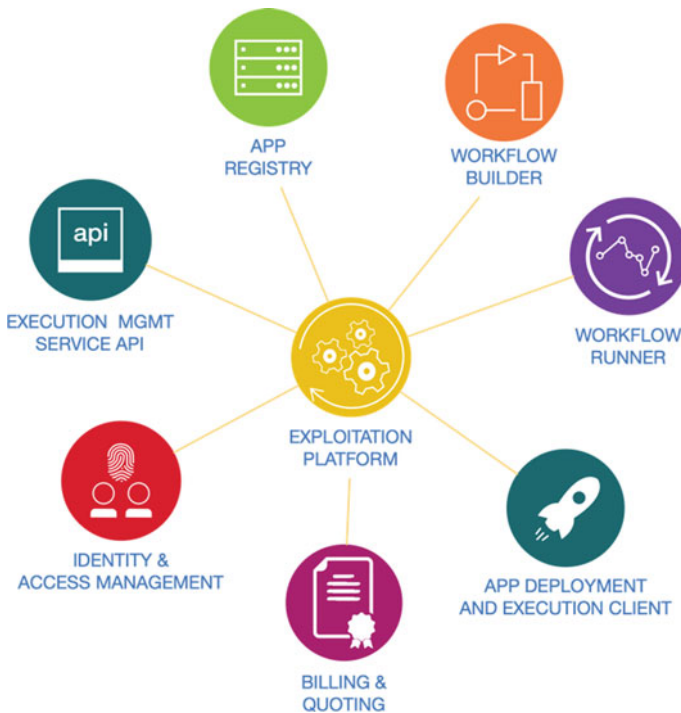 APP
REGISTRY
WORKFLOW
BUILDER
api
EXECUTION MGMT
SERVICE API
WORKFLOW
RUNNER
EXPLOITATION
PLATFORM
IDENTITY &
ACCESS MANAGEMENT
APP DEPLOYMENT
AND EXECUTION CLIENT
BILLING &
QUOTING